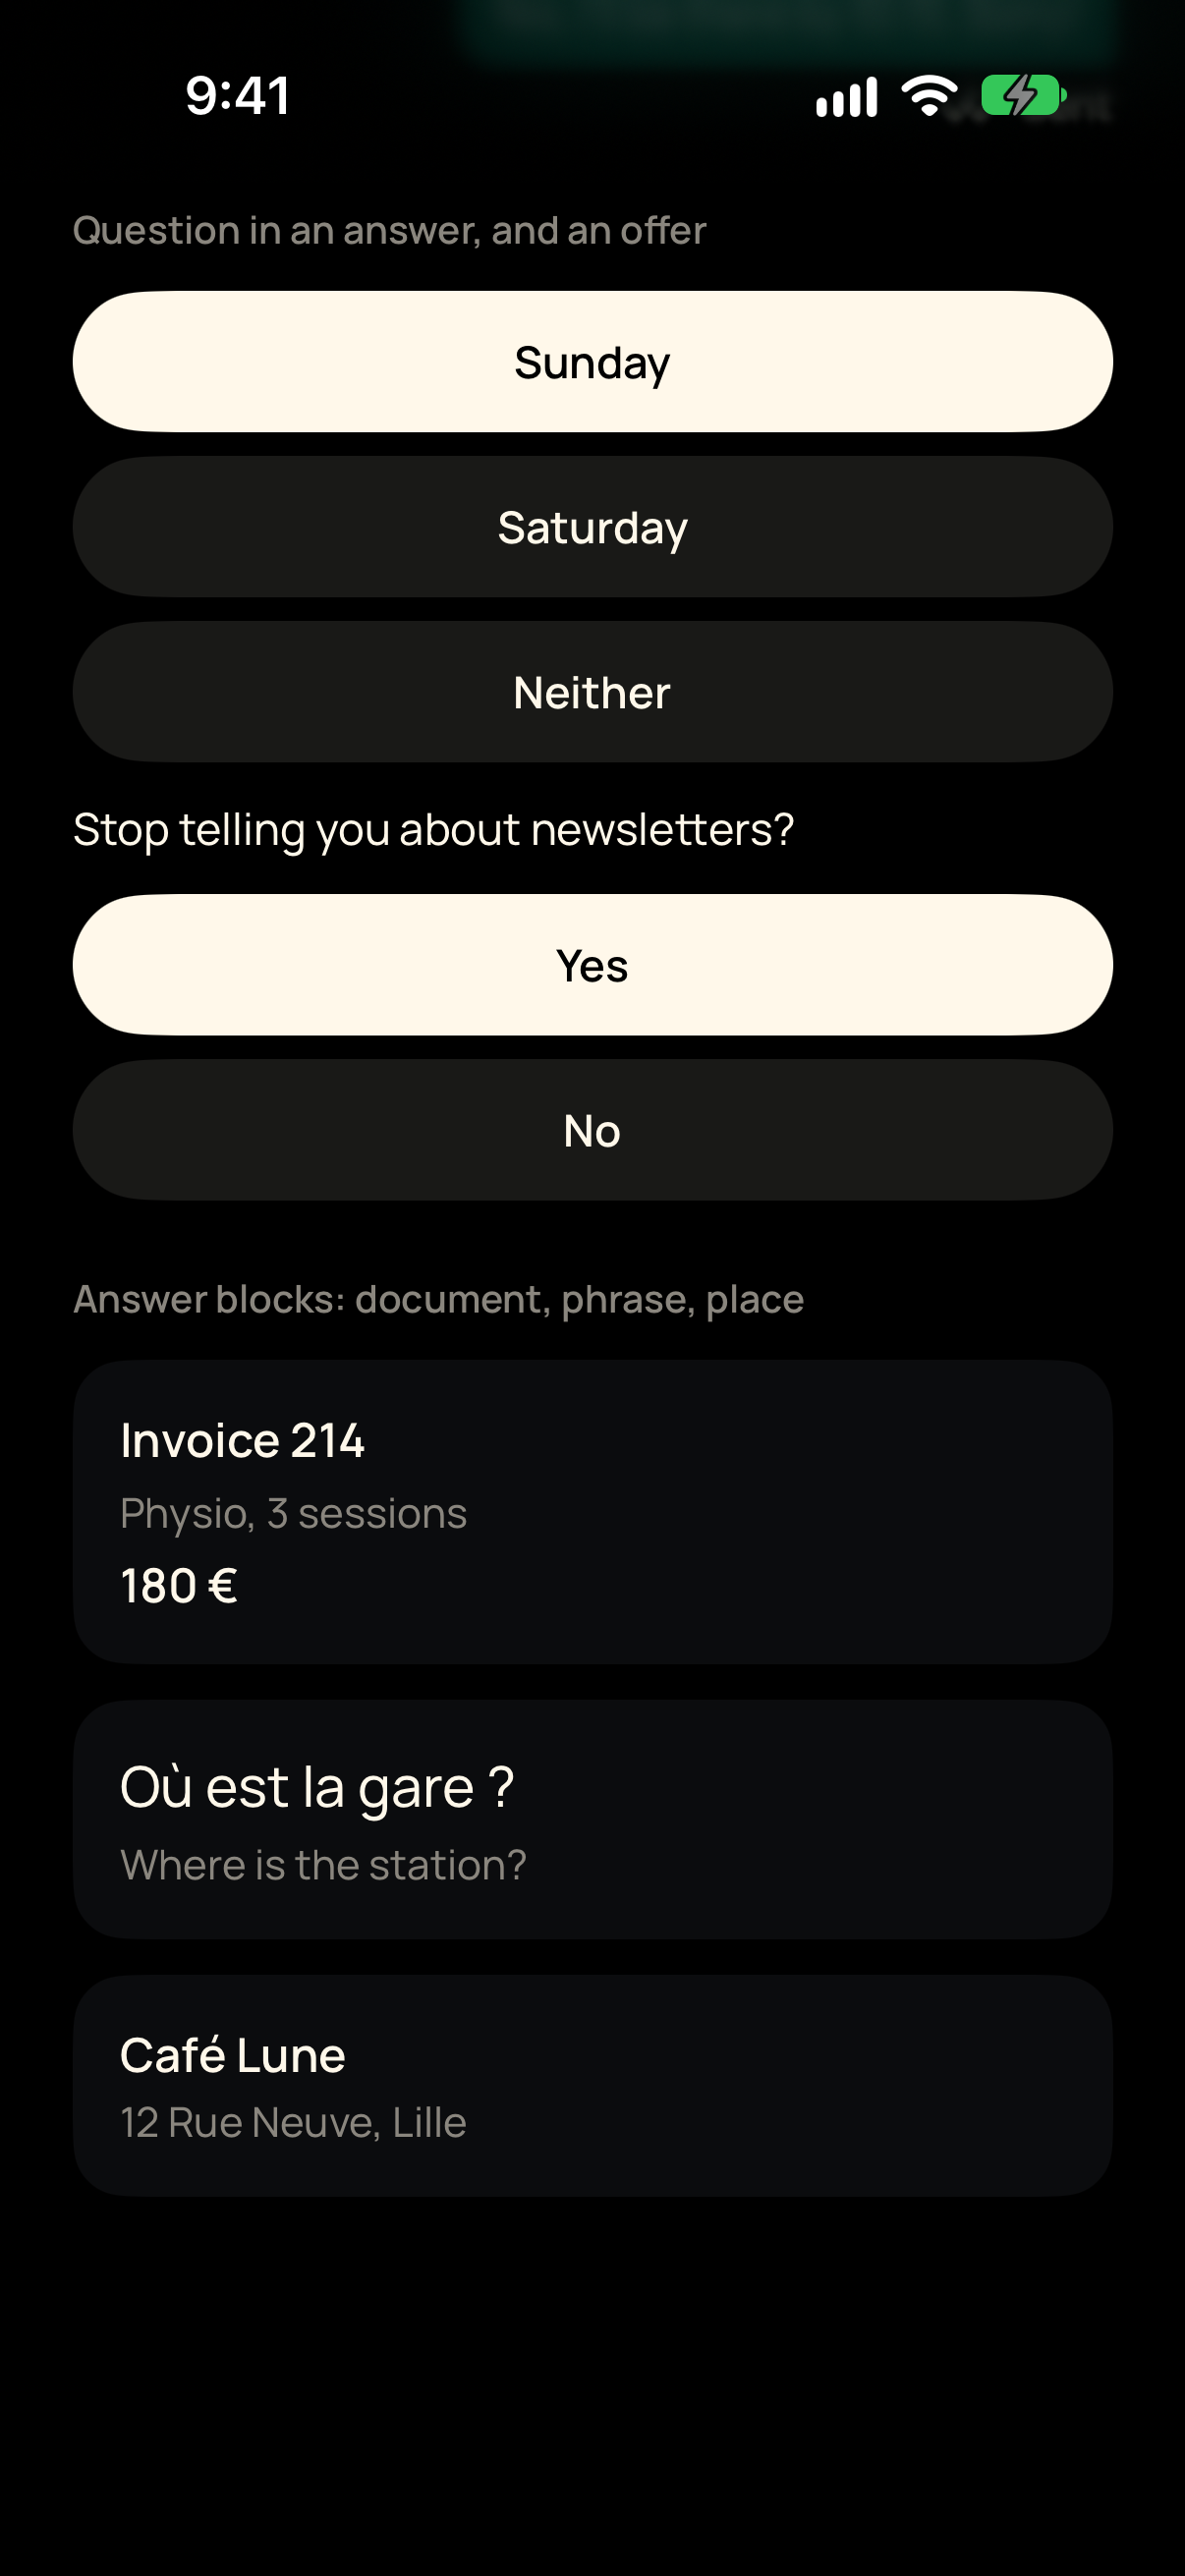 9:41
Question in an answer, and an offer
Sunday
Saturday
Neither
Stop telling you about newsletters?
Yes
No
Answer blocks: document, phrase, place
Invoice 214
Physio, 3 sessions
180 €
Où est la gare ?
Where is the station?
Café Lune
12 Rue Neuve, Lille